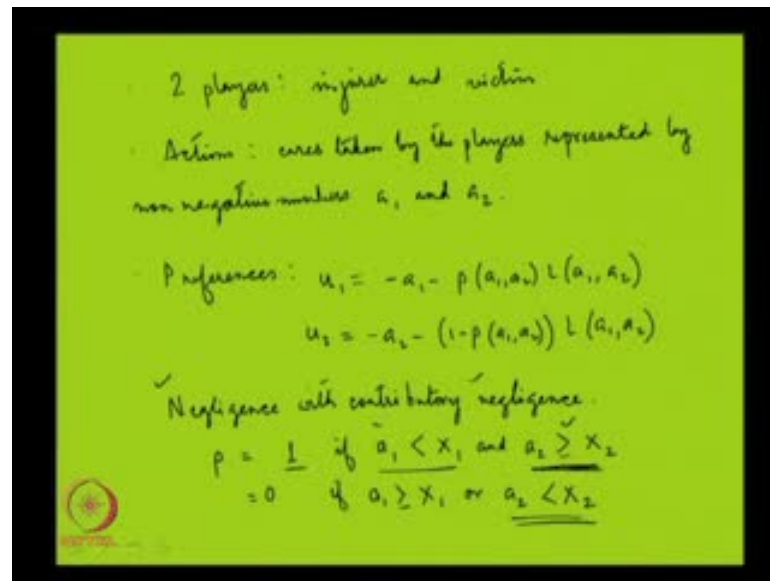 2 players: injurer and victim
Actions: cares taken by the players represented by
non negative numbers a₁ and a₂.
Preferences: u₁ = -a₁ - ρ(a₁,a₂) L(a₁,a₂)
u₂ = -a₂ - (1-ρ(a₁,a₂)) L(a₁,a₂)
Negligence with contributory negligence.
ρ = 1 if a₁ < X₁ and a₂ ≥ X₂
=0 if a₁ ≥ X₁ or a₂ < X₂